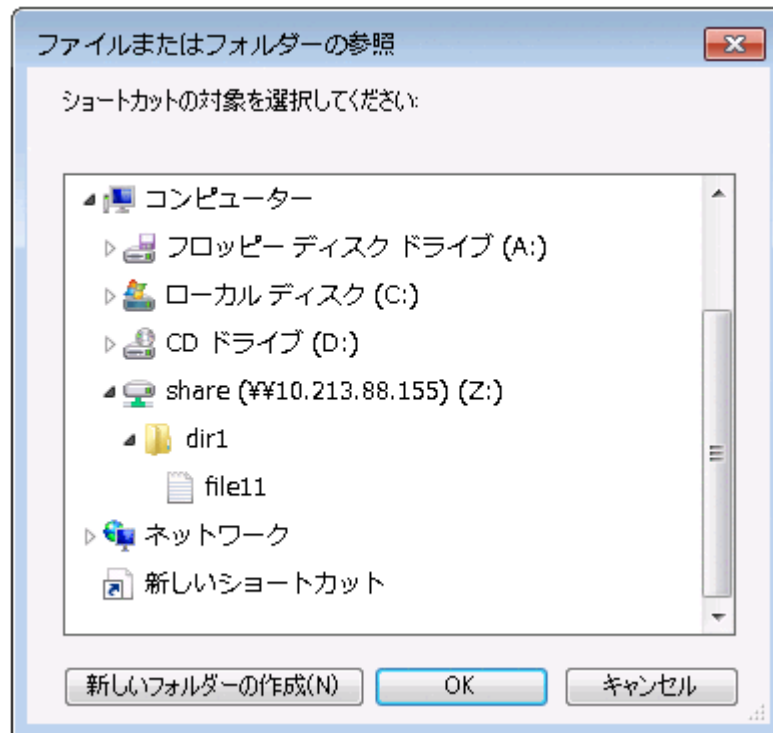 ファイルまたはフォルダーの参照
ショートカットの対象を選択してください:
コンピューター
フロッピー ディスク ドライブ (A:)
ローカル ディスク (C:)
CD ドライブ (D:)
share (¥¥10.213.88.155) (Z:)
dir1
file11
ネットワーク
新しいショートカット
新しいフォルダーの作成(N) OK キャンセル